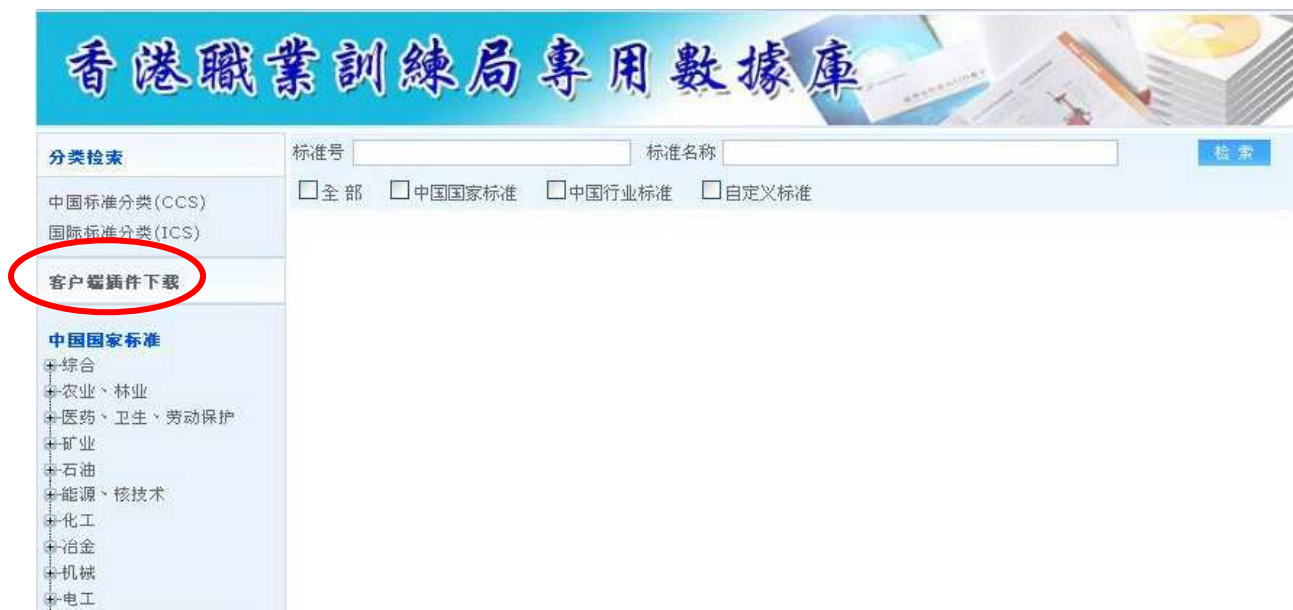 香港職業訓練局專用數據庫
分类检索
标准号 标准名称 检 索
全 部 中国国家标准 中国行业标准 自定义标准
中国标准分类(CCS)
国际标准分类(ICS)
客户端插件下载
中国国家标准
综合
农业、林业
医药、卫生、劳动保护
矿业
石油
能源、核技术
化工
冶金
机械
电工